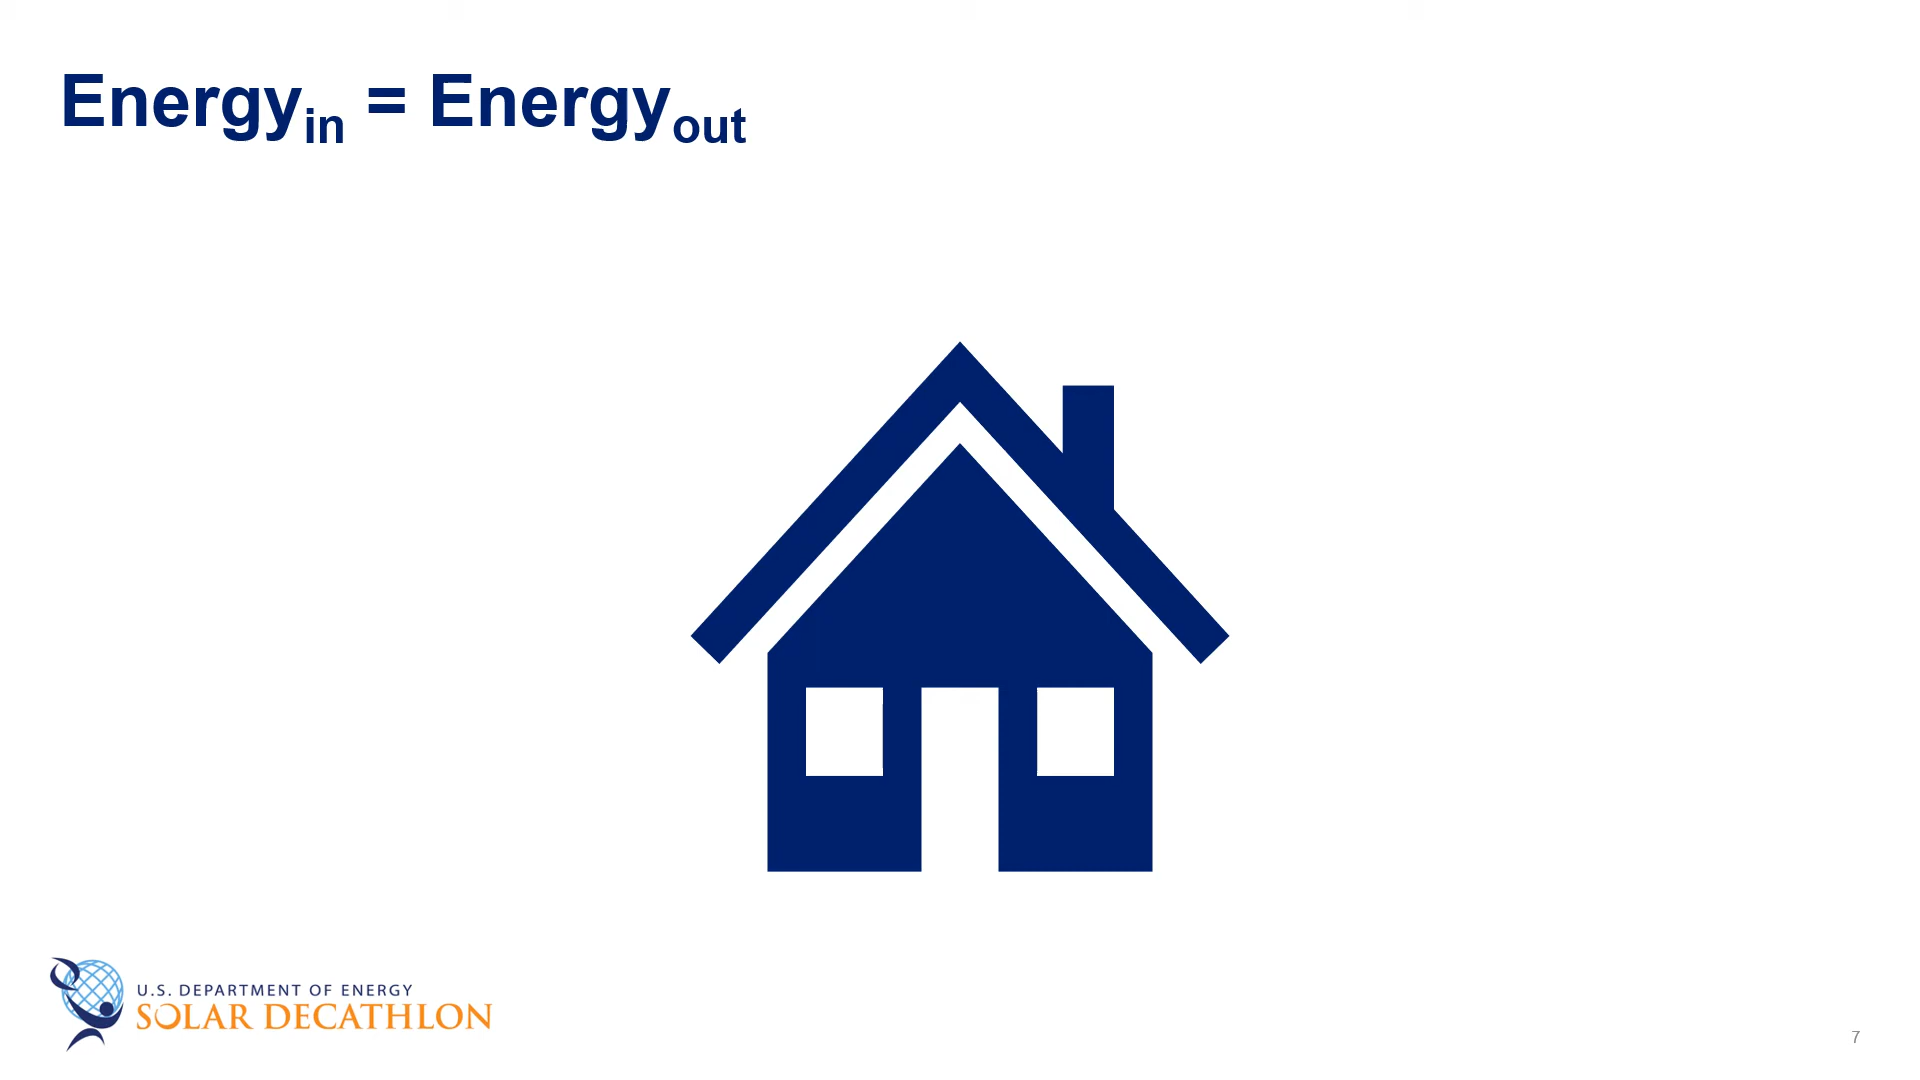 Energyin = Energyout
U.S. DEPARTMENT OF ENERGY
SOLAR DECATHLON
7